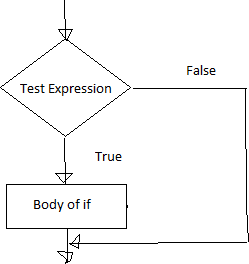 Test Expression
False
True
Body of if